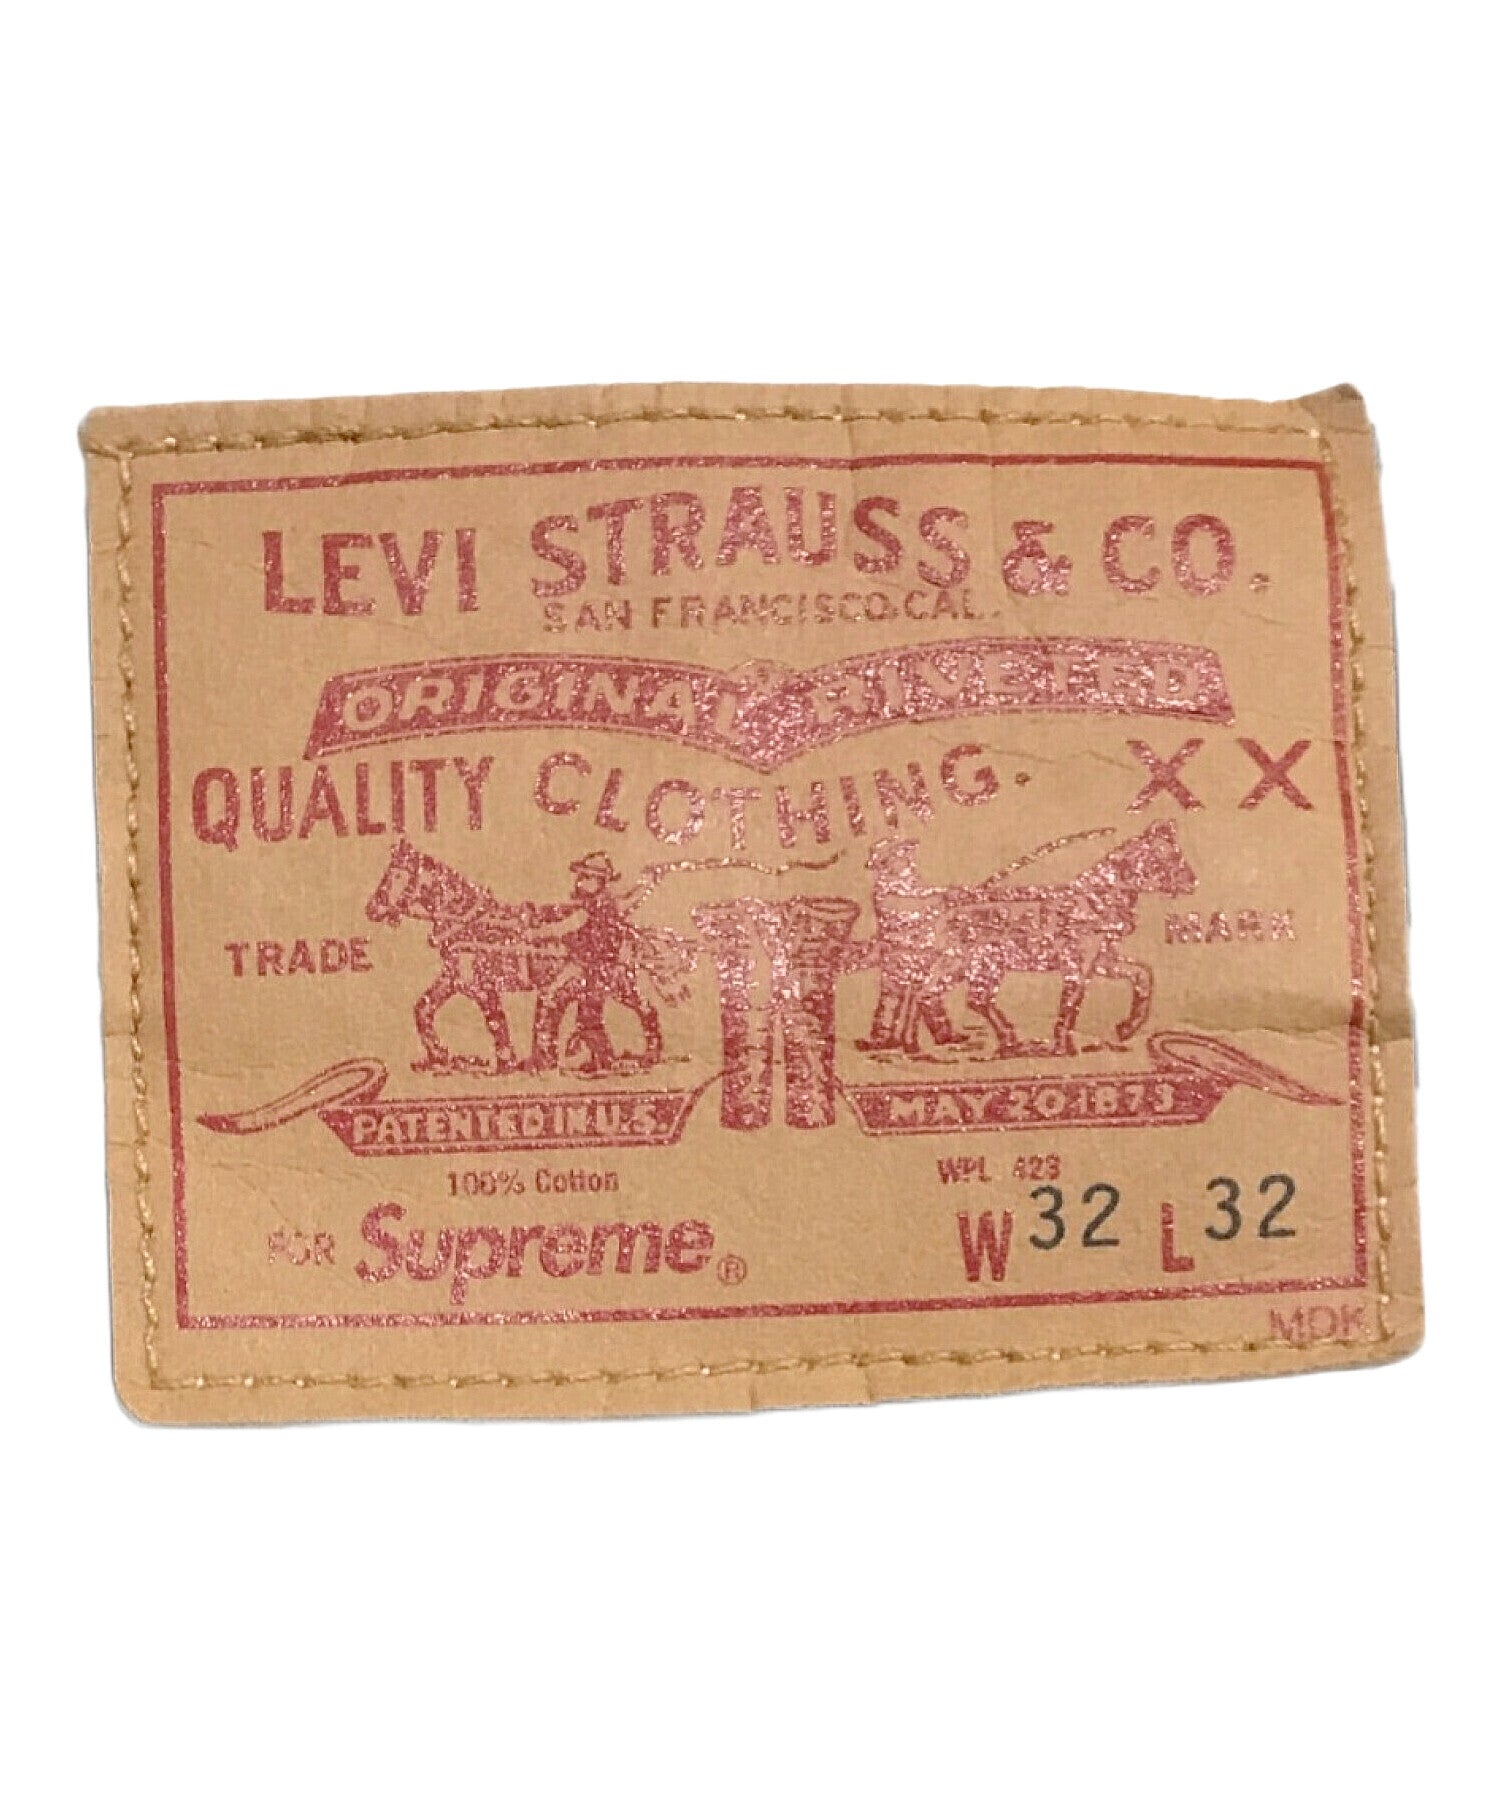 LEVI STRAUSS & CO.
SAN FRANCISCO, CAL.
ORIGINAL RIVETED
QUALITY CLOTHING. XX
TRADE MARK
PATENTED IN U.S. MAY 20 1873
100% Cotton WPL 423
FOR Supreme® W 32 L 32
MDK